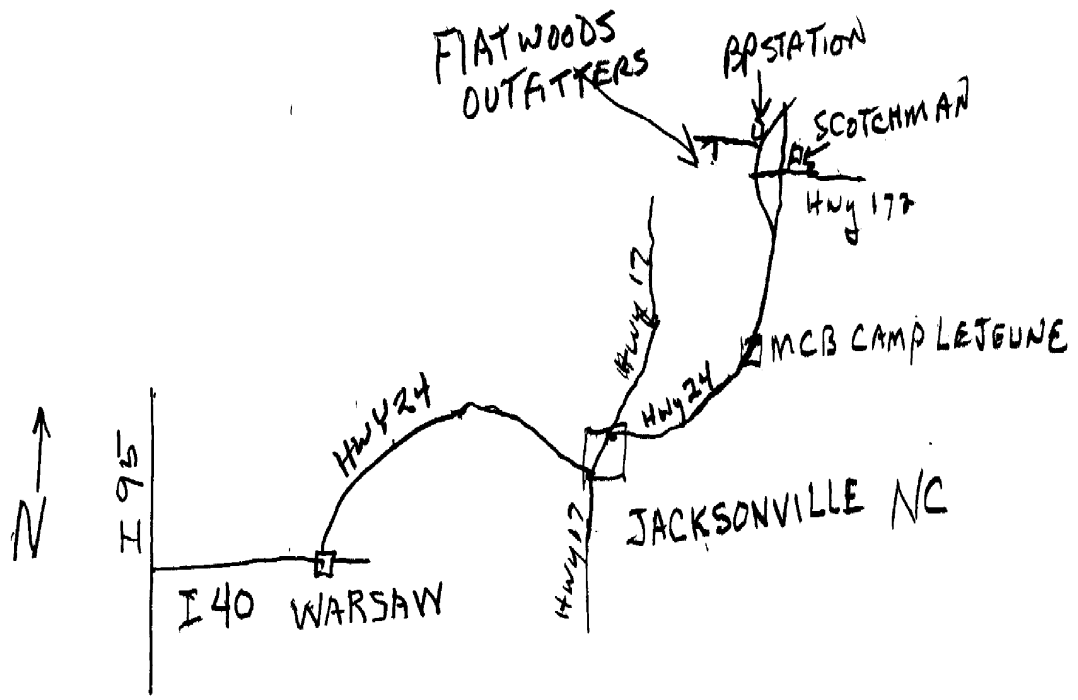 FLATWOODS
OUTFITTERS
BP STATION
SCOTCHMAN
Hwy 172
Hwy 17
MCB CAMP LEJEUNE
Hwy 24
HWY 24
I 95
N
JACKSONVILLE NC
Hwy 17
I 40 WARSAW